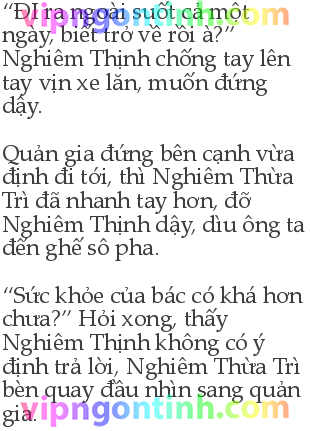 “ĐI ra ngoài suốt cả một
ngày, biết trở về rồi à?”
Nghiêm Thịnh chống tay lên
tay vịn xe lăn, muốn đứng
dậy.
Quản gia đứng bên cạnh vừa
định đi tới, thì Nghiêm Thừa
Trì đã nhanh tay hơn, đỡ
Nghiêm Thịnh dậy, dìu ông ta
đến ghế sô pha.
“Sức khỏe của bác có khá hơn
chưa?” Hỏi xong, thấy
Nghiêm Thịnh không có ý
định trả lời, Nghiêm Thừa Trì
bèn quay đầu nhìn sang quản
gia.
vipngontinh.com
vipngontinh.com